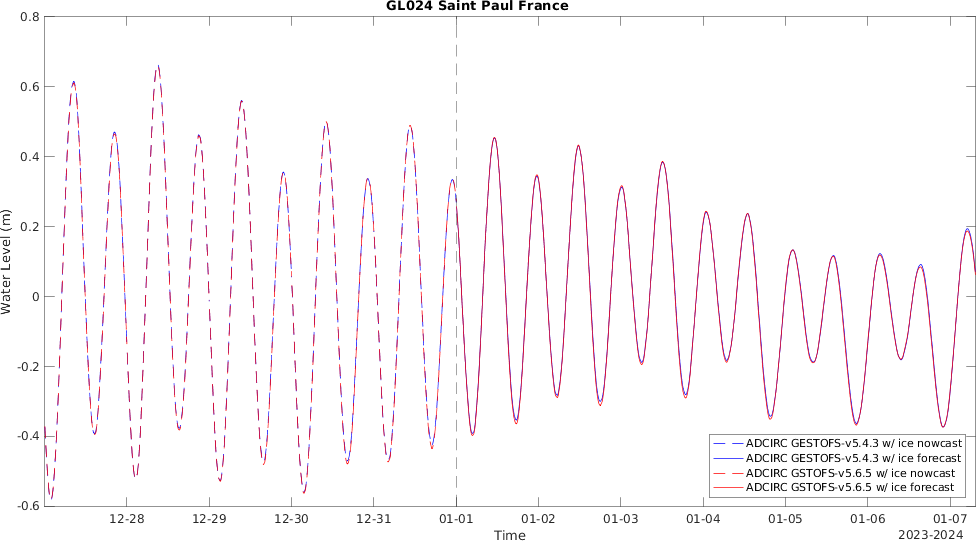 GL024 Saint Paul France
0.8
0.6
0.4
0.2
0
-0.2
-0.4
-0.6
Water Level (m)
ADCIRC GESTOFS-v5.4.3 w/ ice nowcast
ADCIRC GESTOFS-v5.4.3 w/ ice forecast
ADCIRC GSTOFS-v5.6.5 w/ ice nowcast
ADCIRC GSTOFS-v5.6.5 w/ ice forecast
12-28 12-29 12-30 12-31 01-01 01-02 01-03 01-04 01-05 01-06 01-07
Time
2023-2024